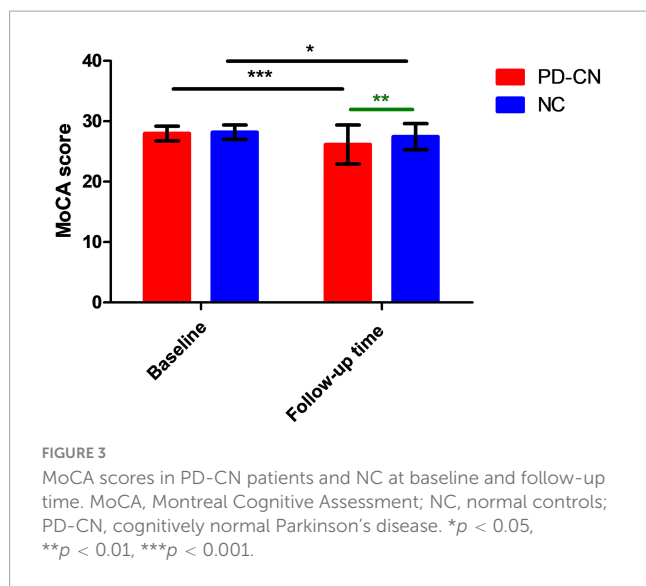 *
***
**
PD-CN
NC
MoCA score
40
30
20
10
0
Baseline
Follow-up time
FIGURE 3
MoCA scores in PD-CN patients and NC at baseline and follow-up
time. MoCA, Montreal Cognitive Assessment; NC, normal controls;
PD-CN, cognitively normal Parkinson’s disease. *p < 0.05,
**p < 0.01, ***p < 0.001.